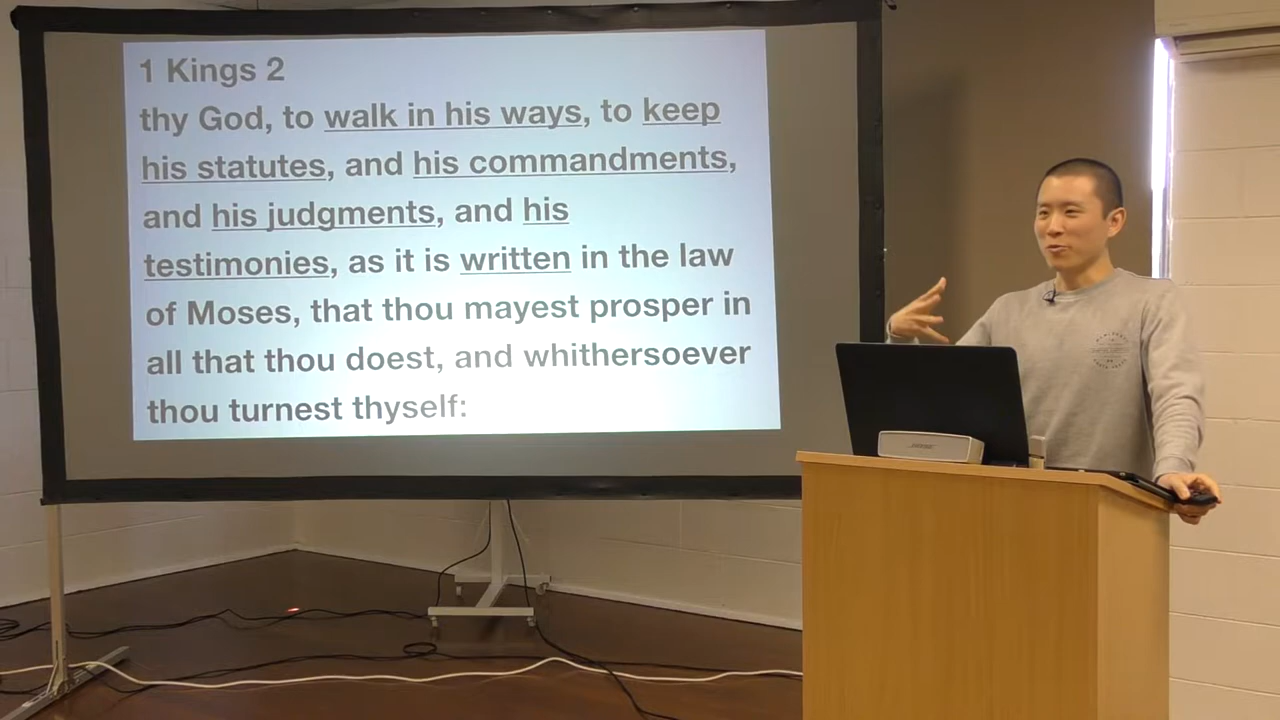 1 Kings 2
thy God, to walk in his ways, to keep
his statutes, and his commandments,
and his judgments, and his
testimonies, as it is written in the law
of Moses, that thou mayest prosper in
all that thou doest, and whithersoever
thou turnest thyself:
BOSE